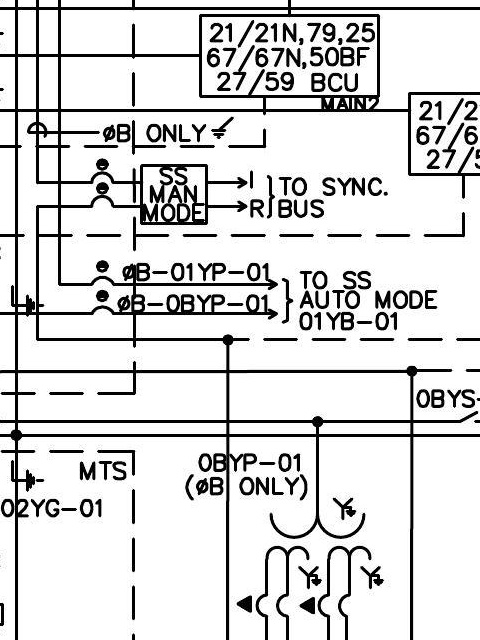 21/21N,79,25
67/67N,50BF
27/59 BCU
MAIN2
21/2
67/6
27/5
øB ONLY
SS
MAN
MODE
I
R
TO SYNC.
BUS
øB-01YP-01
øB-0BYP-01
TO SS
AUTO MODE
01YB-01
0BYS-
MTS
02YG-01
0BYP-01
(øB ONLY)
Y
Y
Y